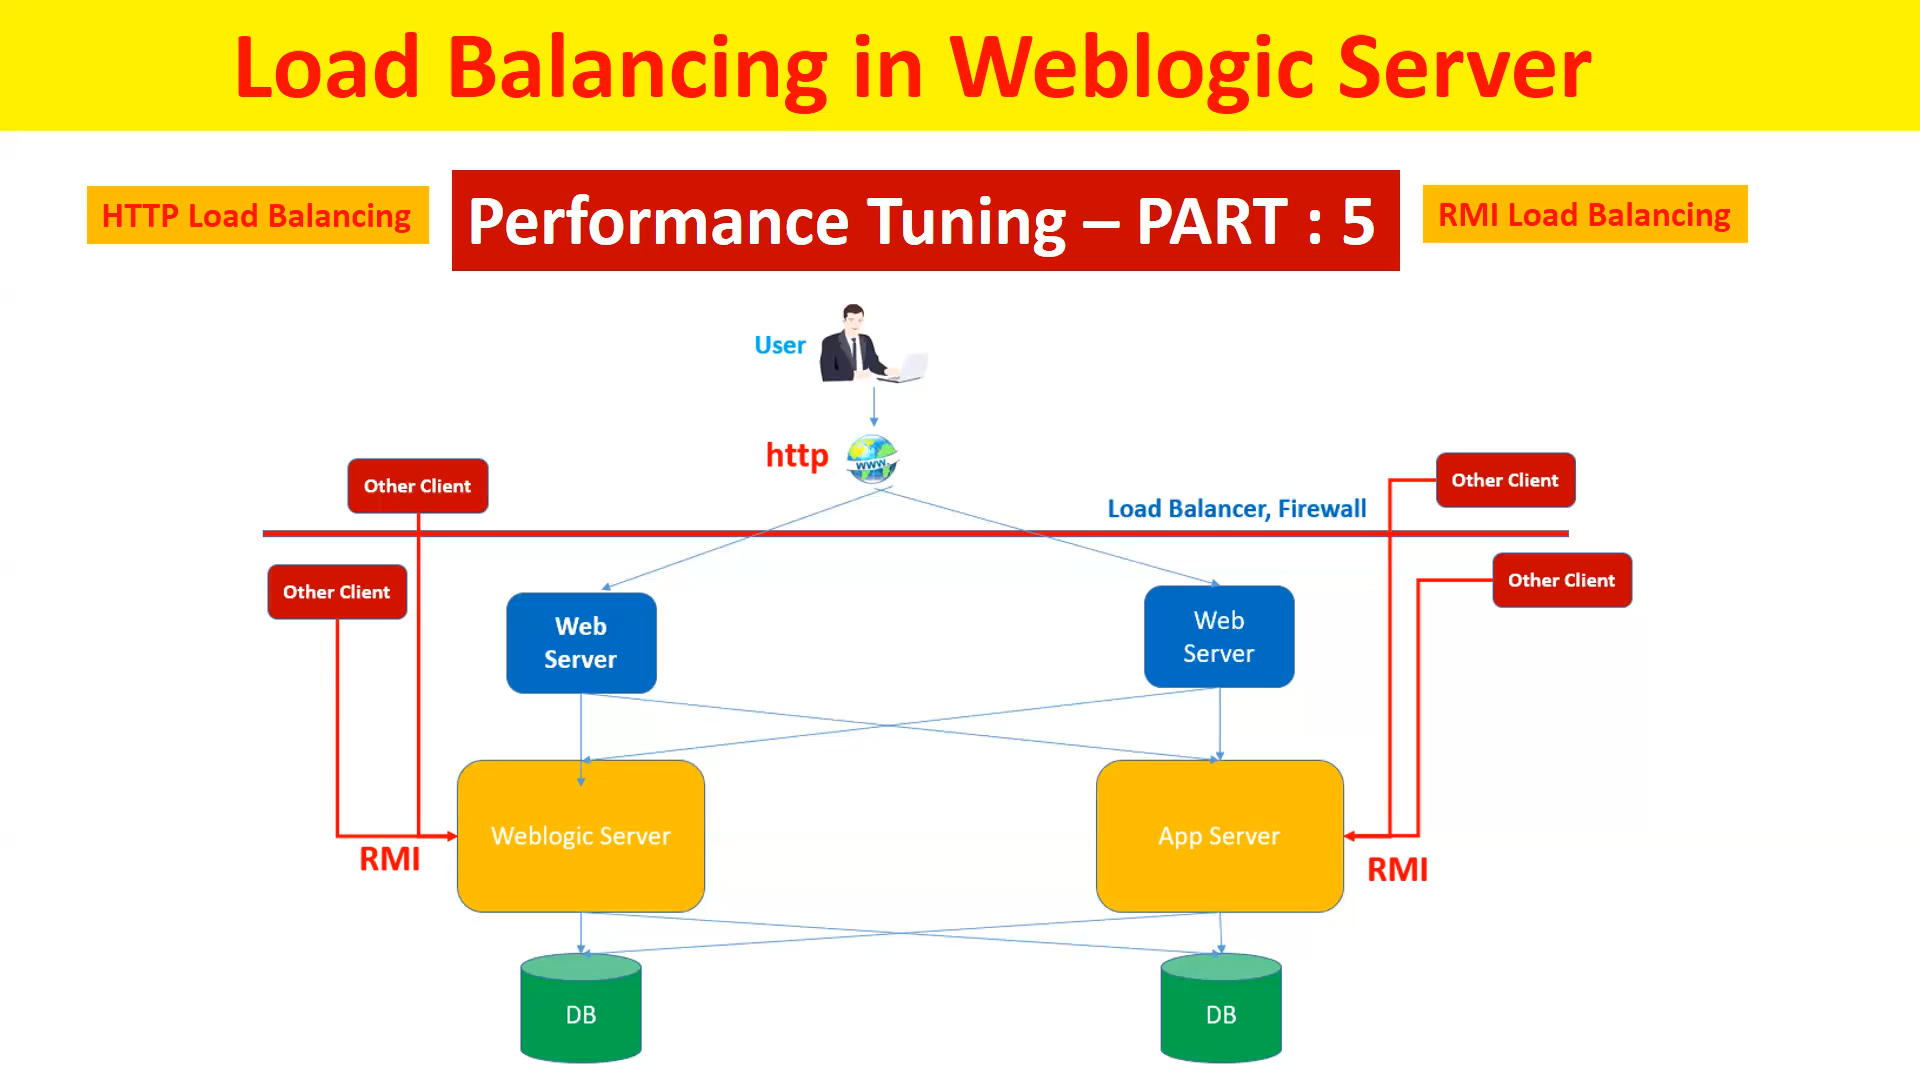 Load Balancing in Weblogic Server
HTTP Load Balancing
Performance Tuning – PART : 5
RMI Load Balancing
User
http
WWW
Other Client
Other Client
Load Balancer, Firewall
Other Client
Other Client
Web
Server
Web
Server
Weblogic Server
App Server
RMI
RMI
DB
DB